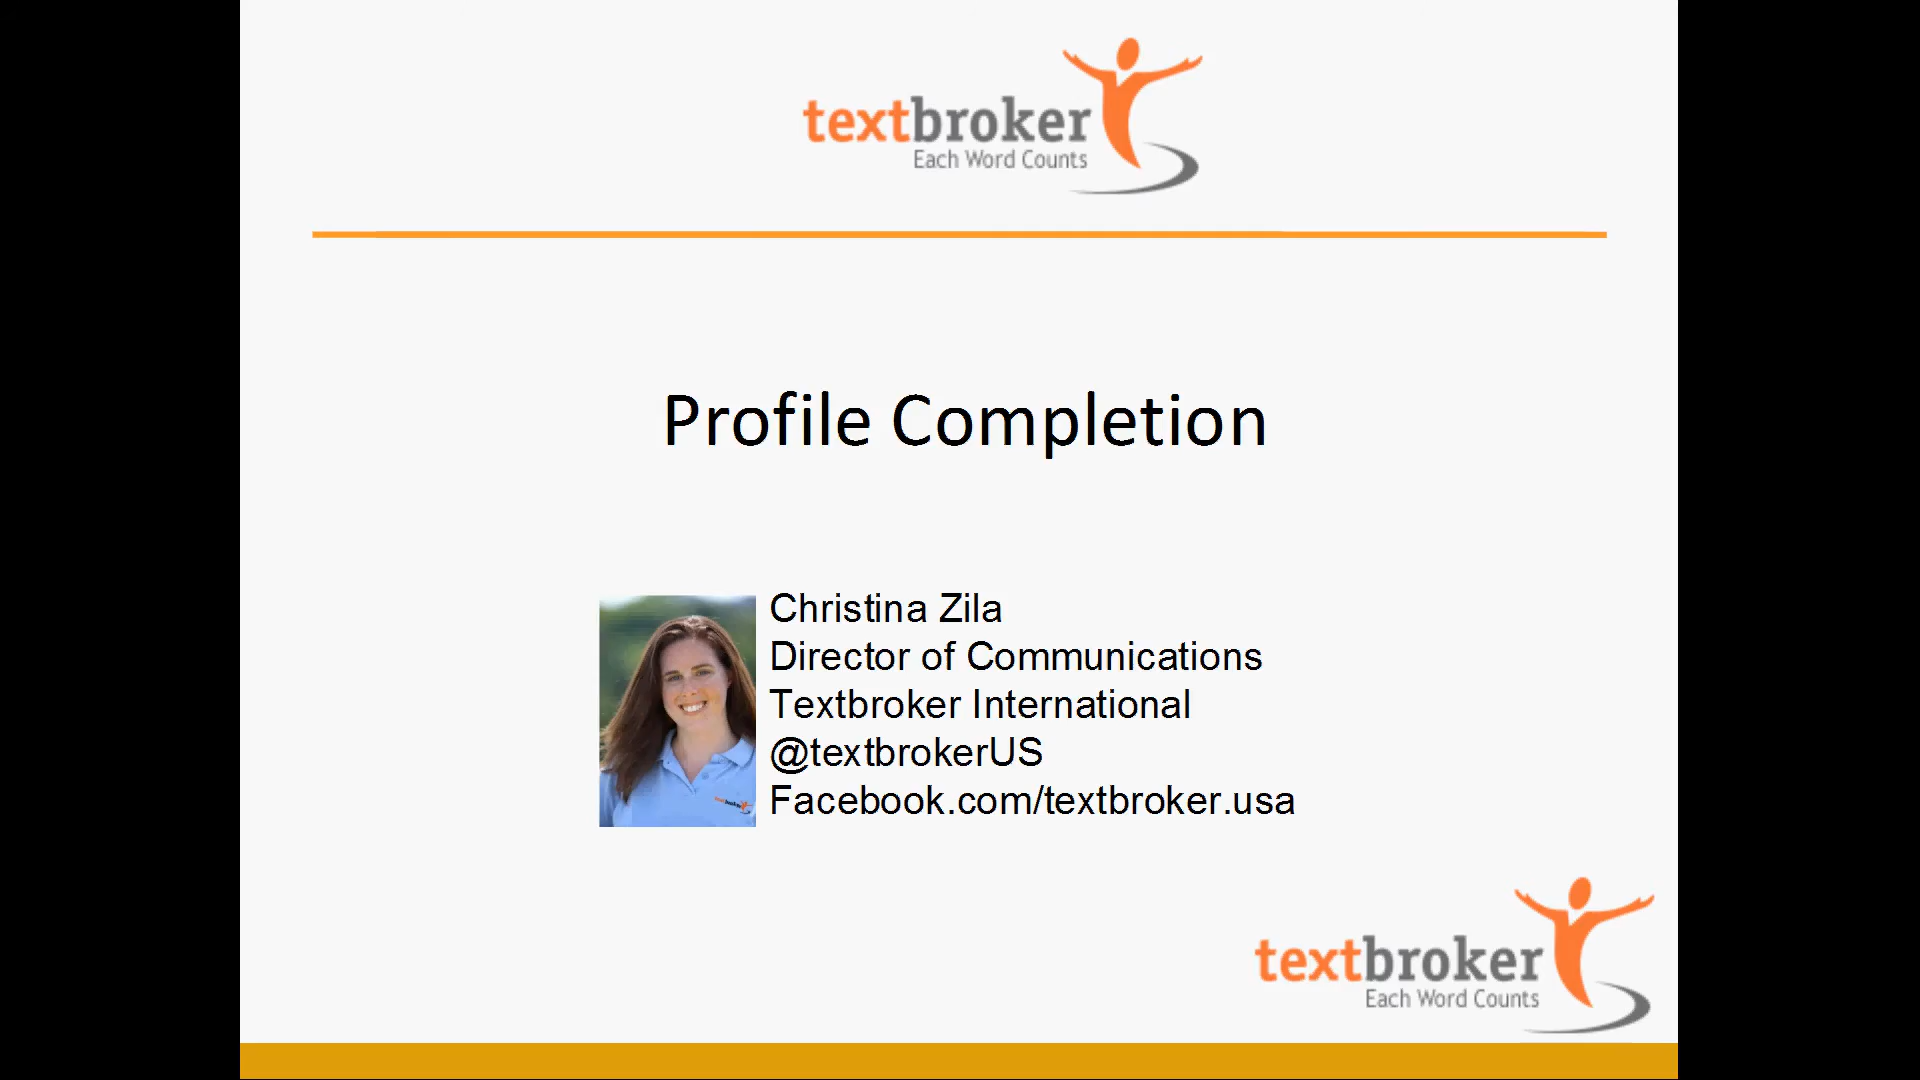 textbroker
Each Word Counts
Profile Completion
Christina Zila
Director of Communications
Textbroker International
@textbrokerUS
Facebook.com/textbroker.usa
textbroker
textbroker
Each Word Counts